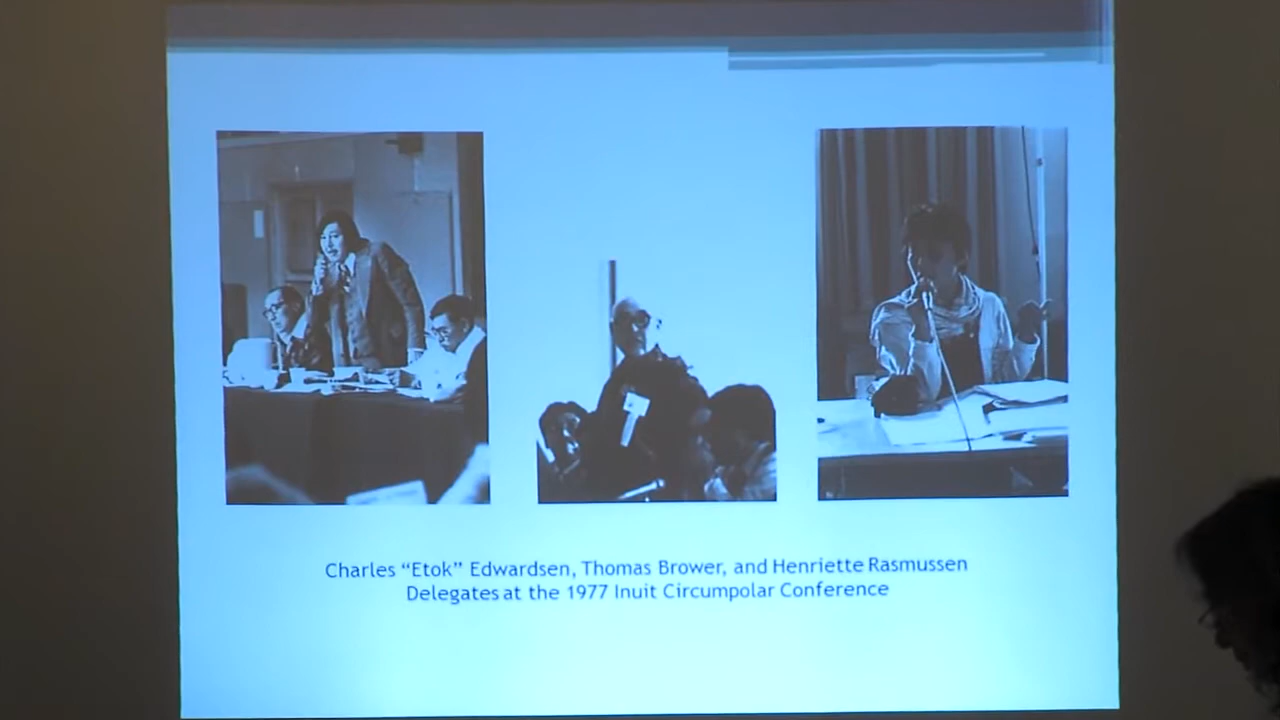 Charles “Etok” Edwardsen, Thomas Brower, and Henriette Rasmussen
Delegates at the 1977 Inuit Circumpolar Conference